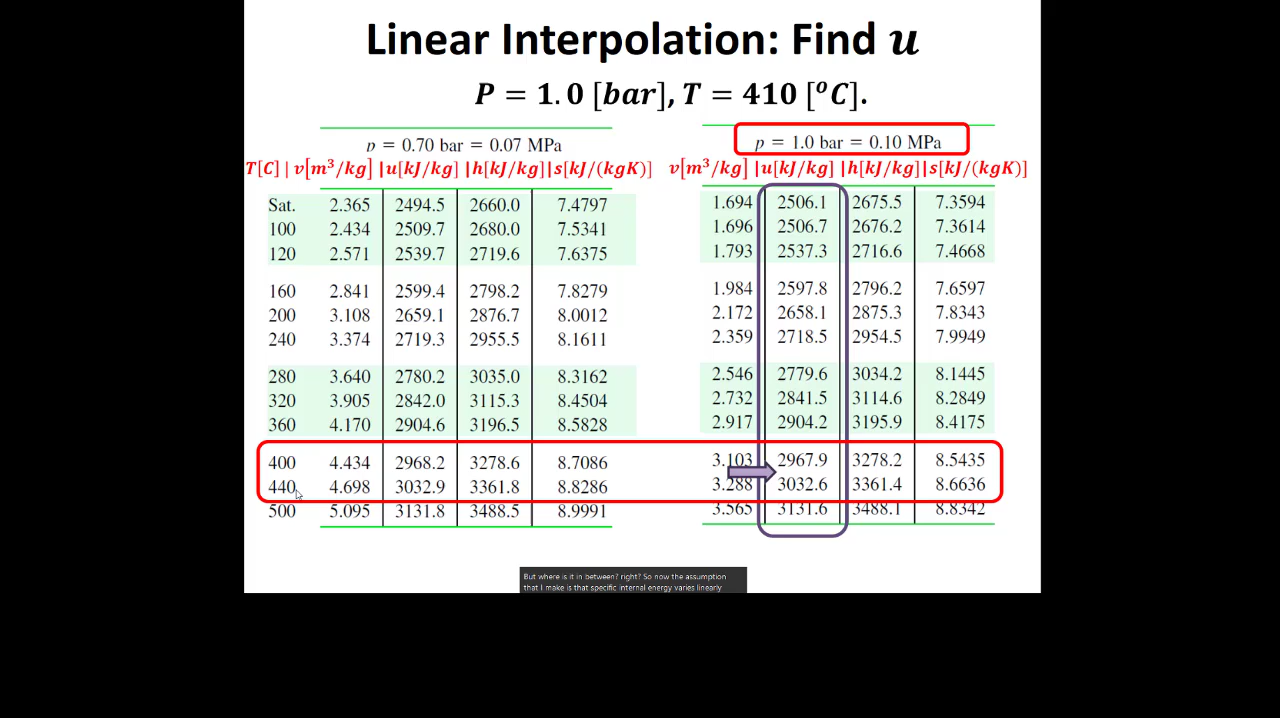 Linear Interpolation: Find u
P = 1.0 [bar], T = 410 [°C].
p = 0.70 bar = 0.07 MPa
p = 1.0 bar = 0.10 MPa
T[C] | v[m³/kg] |u[kJ/kg] |h[kJ/kg]|s[kJ/(kgK)] v[m³/kg] |u[kJ/kg] |h[kJ/kg]|s[kJ/(kgK)]
Sat. 2.365 2494.5 2660.0 7.4797 1.694 2506.1 2675.5 7.3594
100 2.434 2509.7 2680.0 7.5341 1.696 2506.7 2676.2 7.3614
120 2.571 2539.7 2719.6 7.6375 1.793 2537.3 2716.6 7.4668
160 2.841 2599.4 2798.2 7.8279 1.984 2597.8 2796.2 7.6597
200 3.108 2659.1 2876.7 8.0012 2.172 2658.1 2875.3 7.8343
240 3.374 2719.3 2955.5 8.1611 2.359 2718.5 2954.5 7.9949
280 3.640 2780.2 3035.0 8.3162 2.546 2779.6 3034.2 8.1445
320 3.905 2842.0 3115.3 8.4504 2.732 2841.5 3114.6 8.2849
360 4.170 2904.6 3196.5 8.5828 2.917 2904.2 3195.9 8.4175
400 4.434 2968.2 3278.6 8.7086 3.103 2967.9 3278.2 8.5435
440 4.698 3032.9 3361.8 8.8286 3.288 3032.6 3361.4 8.6636
500 5.095 3131.8 3488.5 8.9991 3.565 3131.6 3488.1 8.8342
But where is it in between? right? So now the assumption
that I make is that specific internal energy varies linearly